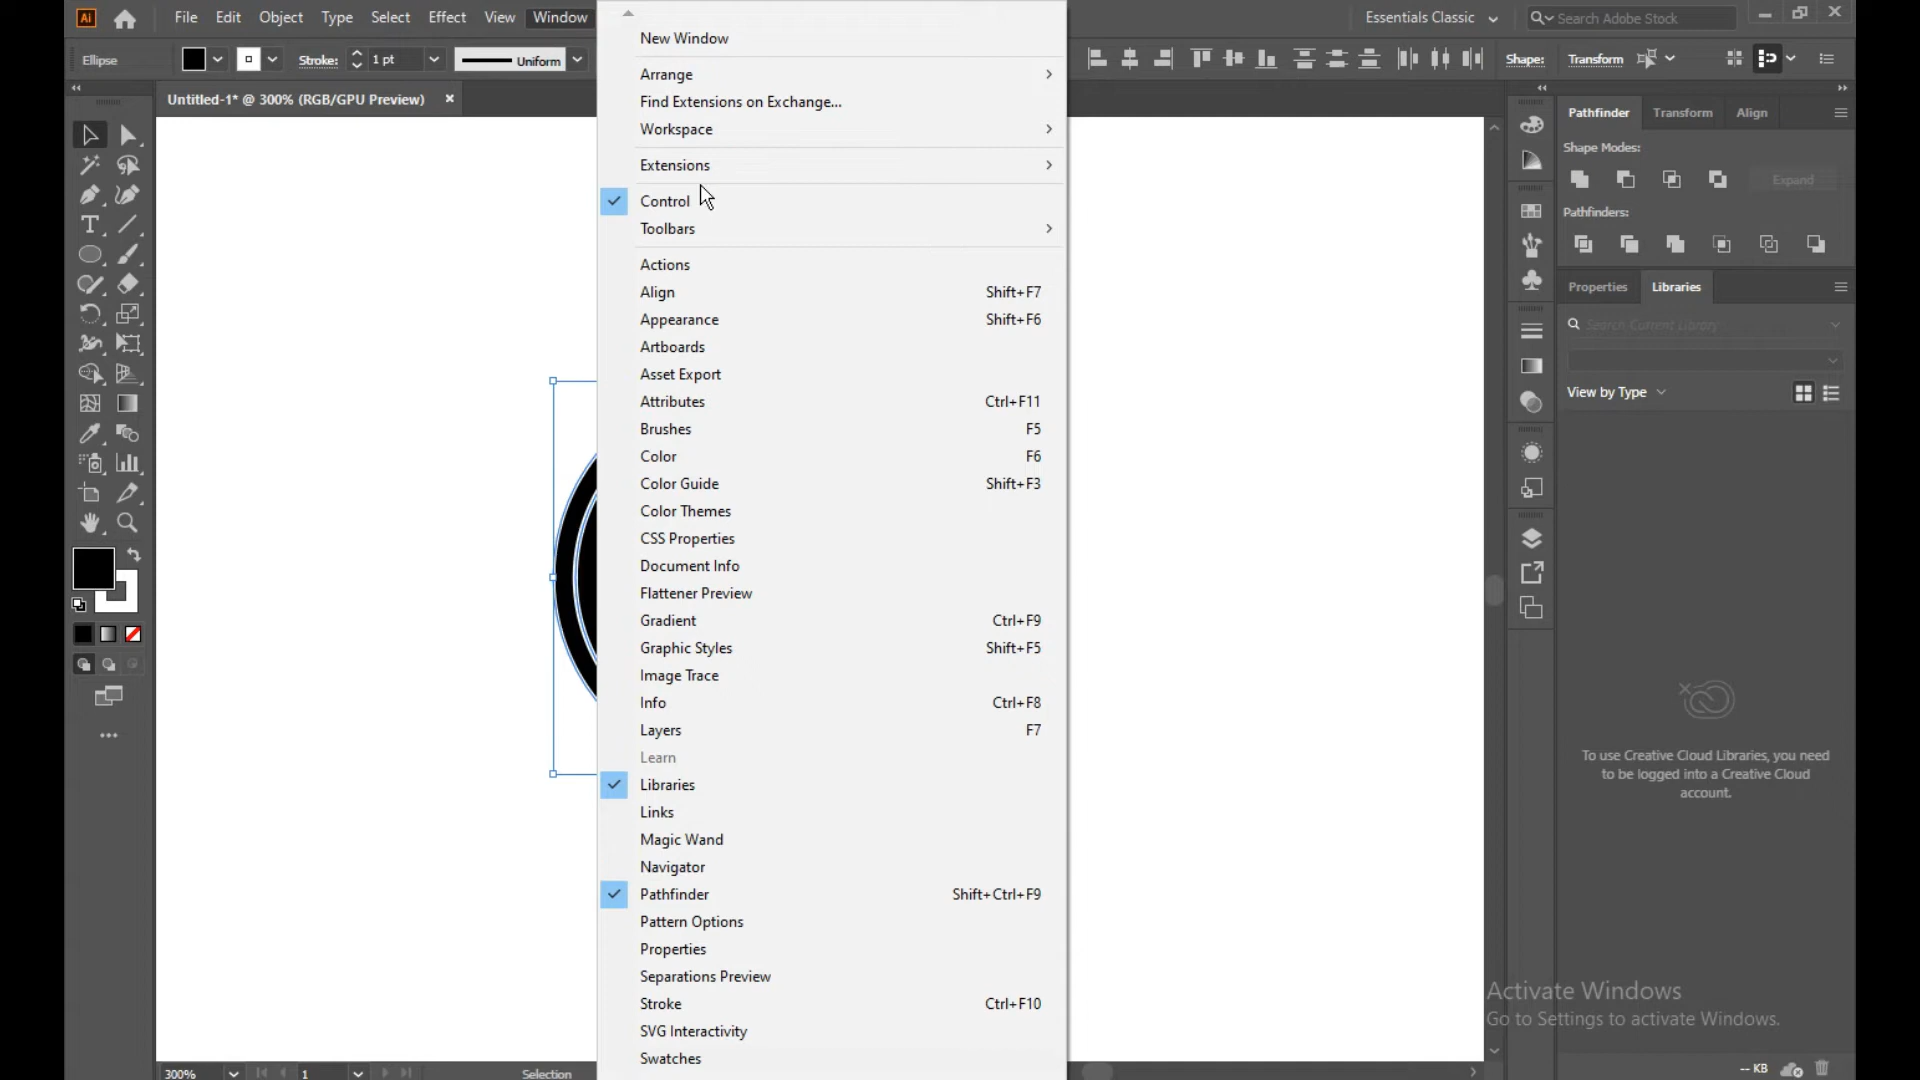 Ai File Edit Object Type Select Effect View Window Essentials Classic Search Adobe Stock
Ellipse Stroke: 1 pt Uniform Shape: Transform
Untitled-1* @ 300% (RGB/GPU Preview)
New Window
Arrange
Find Extensions on Exchange...
Workspace
Extensions
Control
Toolbars
Actions
Align Shift+F7
Appearance Shift+F6
Artboards
Asset Export
Attributes Ctrl+F11
Brushes F5
Color F6
Color Guide Shift+F3
Color Themes
CSS Properties
Document Info
Flattener Preview
Gradient Ctrl+F9
Graphic Styles Shift+F5
Image Trace
Info Ctrl+F8
Layers F7
Learn
Libraries
Links
Magic Wand
Navigator
Pathfinder Shift+Ctrl+F9
Pattern Options
Properties
Separations Preview
Stroke Ctrl+F10
SVG Interactivity
Swatches
Pathfinder Transform Align
Shape Modes:
Expand
Pathfinders:
Properties Libraries
Search Current Library
View by Type
To use Creative Cloud Libraries, you need
to be logged into a Creative Cloud
account.
Activate Windows
Go to Settings to activate Windows.
300% 1 Selection -- KB